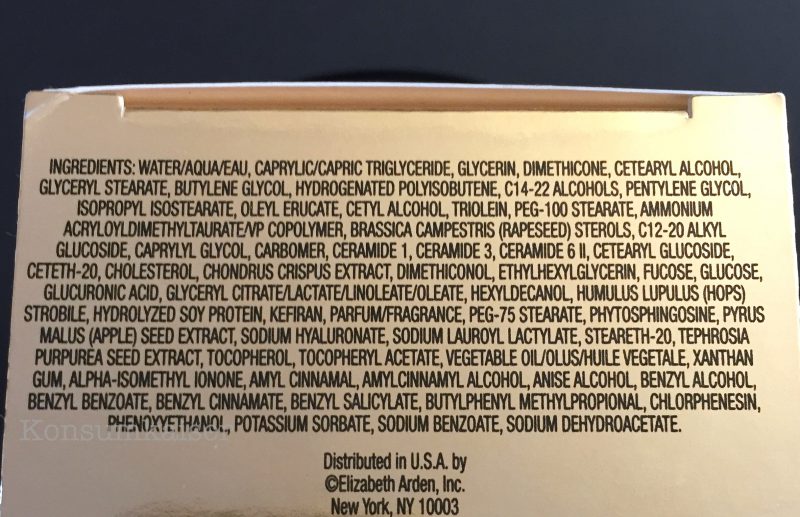 INGREDIENTS: WATER/AQUA/EAU, CAPRYLIC/CAPRIC TRIGLYCERIDE, GLYCERIN, DIMETHICONE, CETEARYL ALCOHOL,
GLYCERYL STEARATE, BUTYLENE GLYCOL, HYDROGENATED POLYISOBUTENE, C14-22 ALCOHOLS, PENTYLENE GLYCOL,
ISOPROPYL ISOSTEARATE, OLEYL ERUCATE, CETYL ALCOHOL, TRIOLEIN, PEG-100 STEARATE, AMMONIUM
ACRYLOYLDIMETHYLTAURATE/VP COPOLYMER, BRASSICA CAMPESTRIS (RAPESEED) STEROLS, C12-20 ALKYL
GLUCOSIDE, CAPRYLYL GLYCOL, CARBOMER, CERAMIDE 1, CERAMIDE 3, CERAMIDE 6 II, CETEARYL GLUCOSIDE,
CETETH-20, CHOLESTEROL, CHONDRUS CRISPUS EXTRACT, DIMETHICONOL, ETHYLHEXYLGLYCERIN, FUCOSE, GLUCOSE,
GLUCURONIC ACID, GLYCERYL CITRATE/LACTATE/LINOLEATE/OLEATE, HEXYLDECANOL, HUMULUS LUPULUS (HOPS)
STROBILE, HYDROLYZED SOY PROTEIN, KEFIRAN, PARFUM/FRAGRANCE, PEG-75 STEARATE, PHYTOSPHINGOSINE, PYRUS
MALUS (APPLE) SEED EXTRACT, SODIUM HYALURONATE, SODIUM LAUROYL LACTYLATE, STEARETH-20, TEPHROSIA
PURPUREA SEED EXTRACT, TOCOPHEROL, TOCOPHERYL ACETATE, VEGETABLE OIL/OLUS/HUILE VEGETALE, XANTHAN
GUM, ALPHA-ISOMETHYL IONONE, AMYL CINNAMAL, AMYLCINNAMYL ALCOHOL, ANISE ALCOHOL, BENZYL ALCOHOL,
BENZYL BENZOATE, BENZYL CINNAMATE, BENZYL SALICYLATE, BUTYLPHENYL METHYLPROPIONAL, CHLORPHENESIN,
PHENOXYETHANOL, POTASSIUM SORBATE, SODIUM BENZOATE, SODIUM DEHYDROACETATE.
Konsumkaiser
Distributed in U.S.A. by
©Elizabeth Arden, Inc.
New York, NY 10003